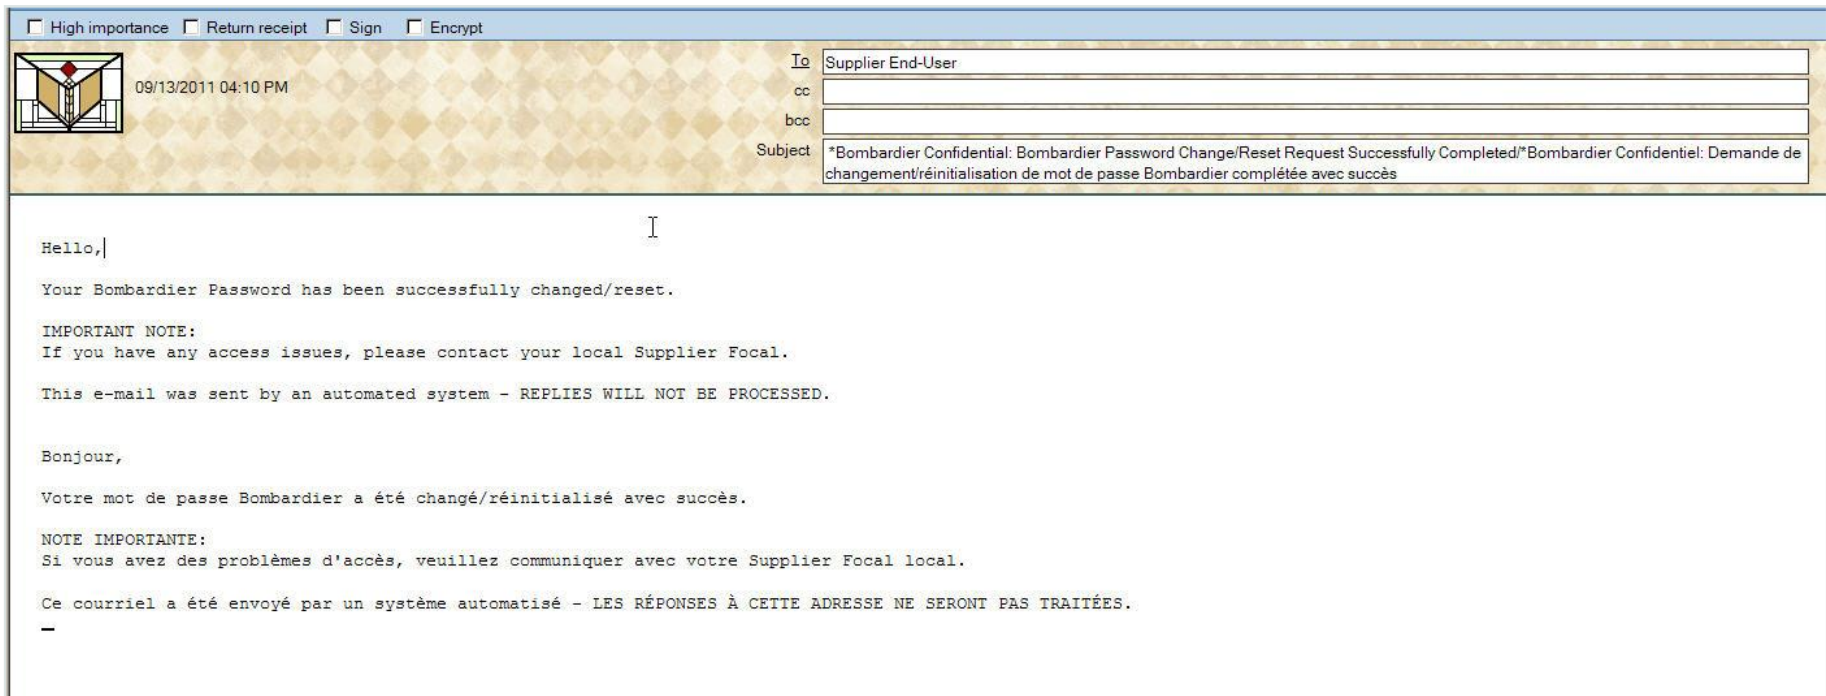 High importance Return receipt Sign Encrypt
09/13/2011 04:10 PM
To Supplier End-User
cc
bcc
Subject *Bombardier Confidential: Bombardier Password Change/Reset Request Successfully Completed/*Bombardier Confidentiel: Demande de
changement/réinitialisation de mot de passe Bombardier complétée avec succès
Hello,
Your Bombardier Password has been successfully changed/reset.
IMPORTANT NOTE:
If you have any access issues, please contact your local Supplier Focal.
This e-mail was sent by an automated system - REPLIES WILL NOT BE PROCESSED.
Bonjour,
Votre mot de passe Bombardier a été changé/réinitialisé avec succès.
NOTE IMPORTANTE:
Si vous avez des problèmes d'accès, veuillez communiquer avec votre Supplier Focal local.
Ce courriel a été envoyé par un système automatisé - LES RÉPONSES À CETTE ADRESSE NE SERONT PAS TRAITÉES.